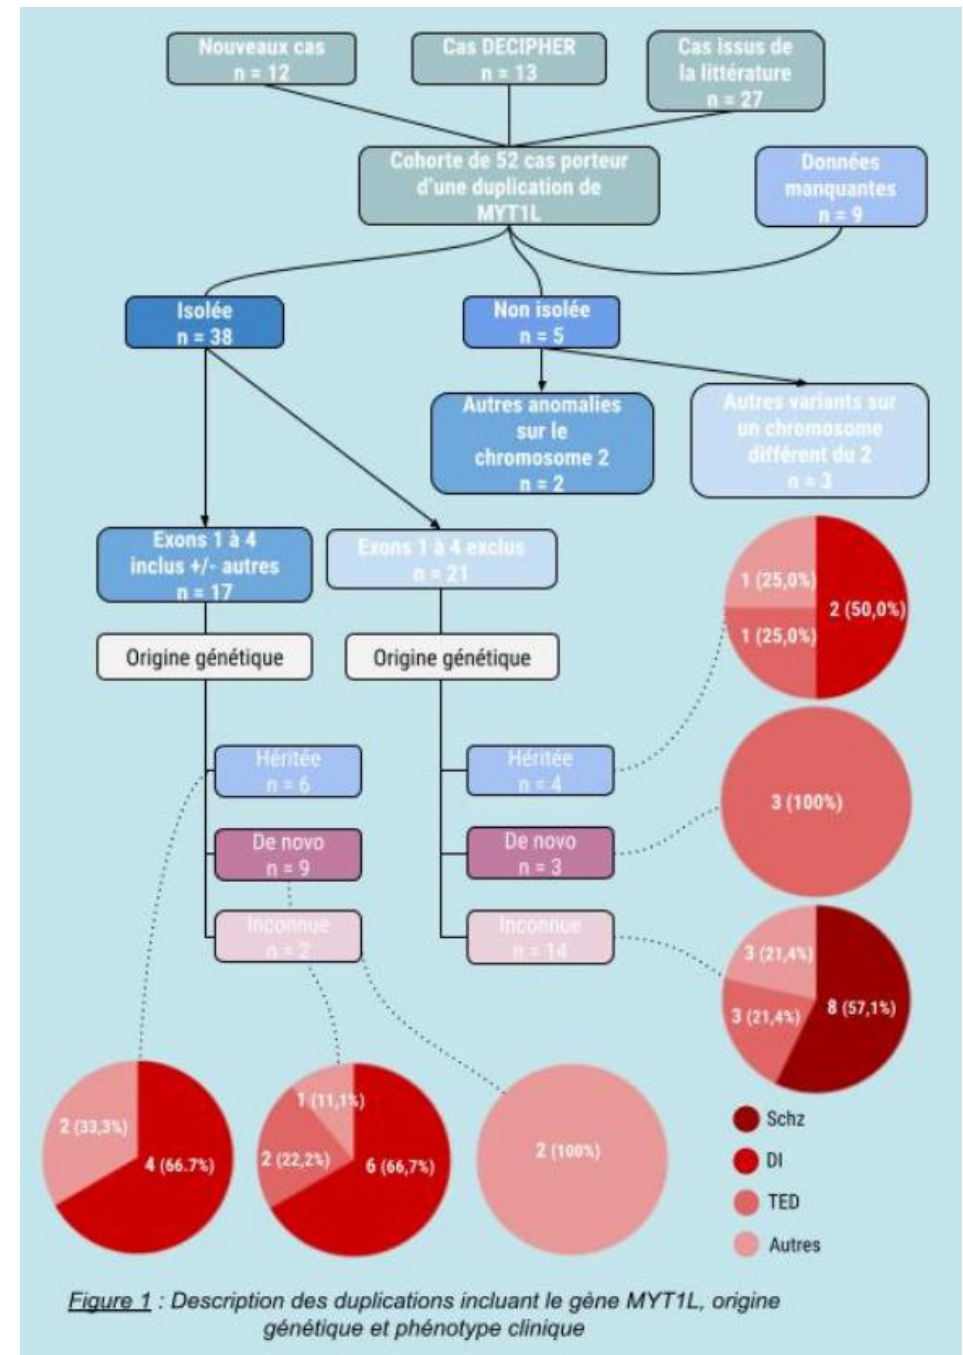 Nouveaux cas
n = 12
Cas DECIPHER
n = 13
Cas issus de
la littérature
n = 27
Cohorte de 52 cas porteur
d'une duplication de
MYT1L
Données
manquantes
n = 9
Isolée
n = 38
Non isolée
n = 5
Autres anomalies
sur le
chromosome 2
n = 2
Autres variants sur
un chromosome
différent du 2
n = 3
Exons 1 à 4
inclus +/- autres
n = 17
Exons 1 à 4 exclus
n = 21
Origine génétique
Origine génétique
Héritée
n = 6
De novo
n = 9
Inconnue
n = 2
Héritée
n = 4
De novo
n = 3
Inconnue
n = 14
1 (25,0%)
2 (50,0%)
1 (25,0%)
3 (100%)
3 (21,4%)
8 (57,1%)
3 (21,4%)
2 (33,3%)
4 (66.7%)
1 (11,1%)
2 (22,2%)
6 (66,7%)
2 (100%)
Schz
DI
TED
Autres
Figure 1 : Description des duplications incluant le gène MYT1L, origine
génétique et phénotype clinique